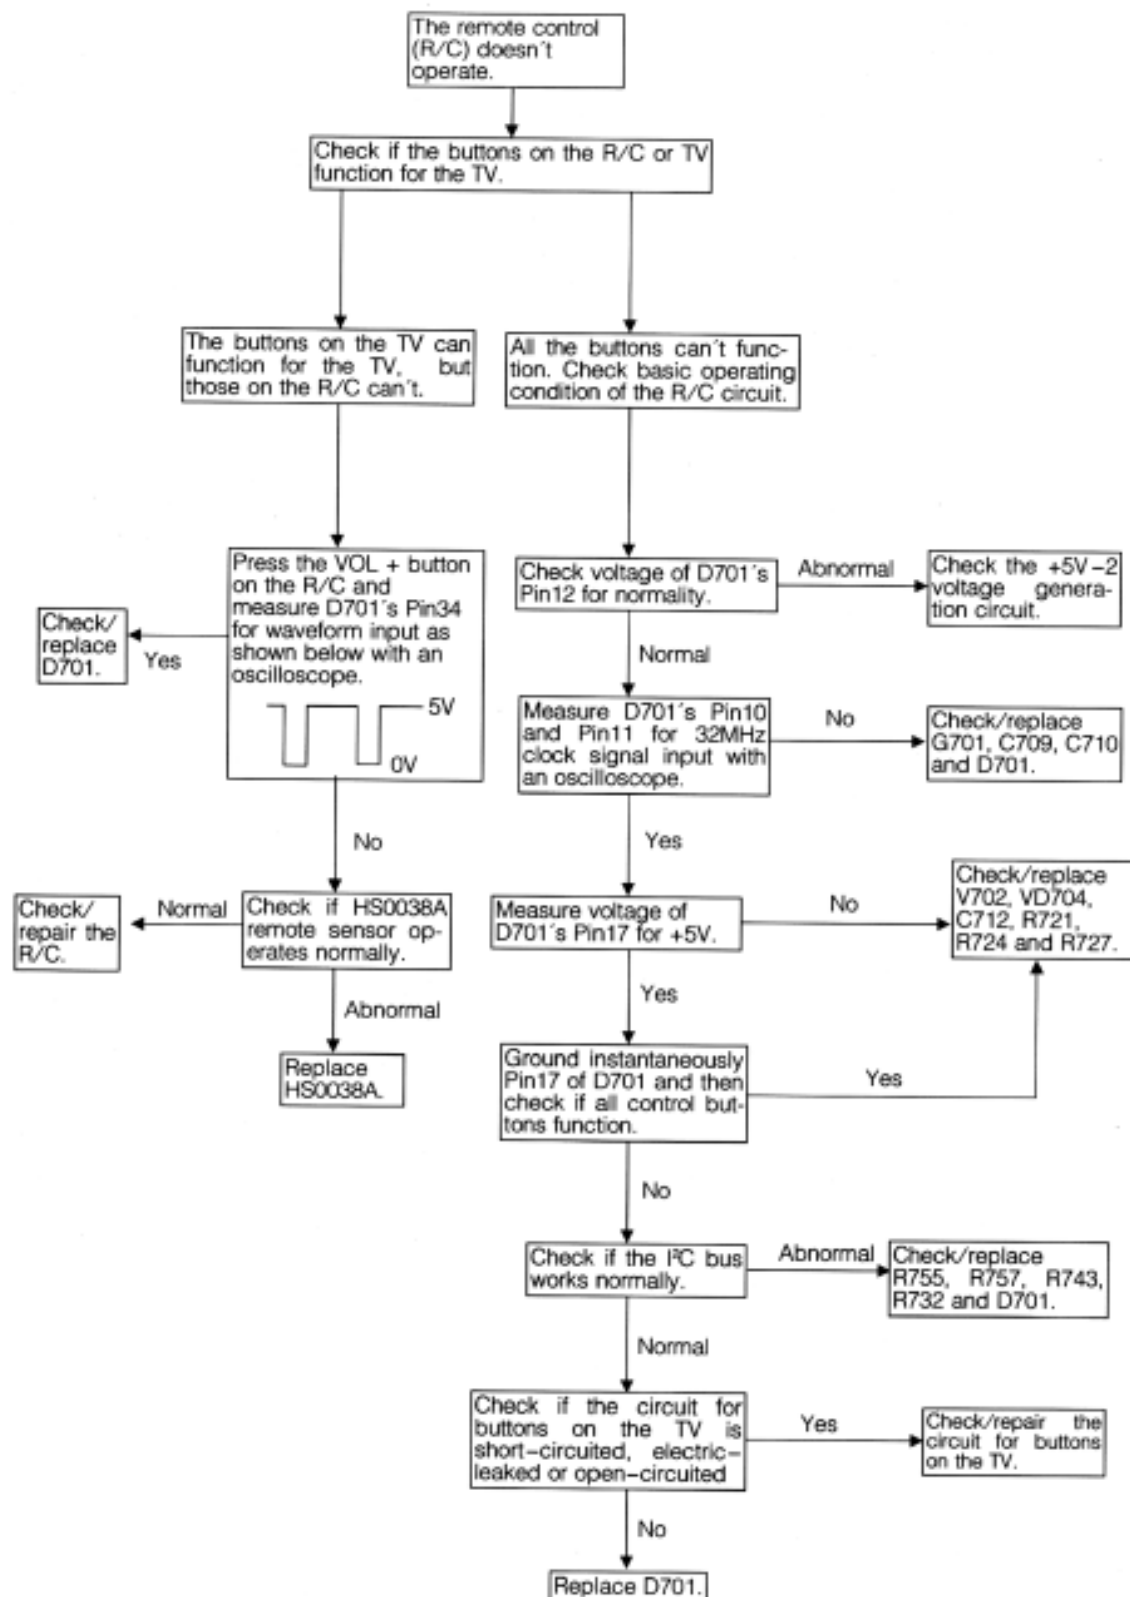 The remote control
(R/C) doesn´t
operate.
Check if the buttons on the R/C or TV
function for the TV.
The buttons on the TV can
function for the TV, but
those on the R/C can´t.
All the buttons can´t func-
tion. Check basic operating
condition of the R/C circuit.
Press the VOL + button
on the R/C and
measure D701´s Pin34
for waveform input as
shown below with an
oscilloscope.
5V
0V
Yes
Check/
replace
D701.
No
Check if HS0038A
remote sensor op-
erates normally.
Normal
Check/
repair the
R/C.
Abnormal
Replace
HS0038A.
Check voltage of D701´s
Pin12 for normality.
Abnormal
Check the +5V-2
voltage genera-
tion circuit.
Normal
Measure D701´s Pin10
and Pin11 for 32MHz
clock signal input with
an oscilloscope.
No
Check/replace
G701, C709, C710
and D701.
Yes
Measure voltage of
D701´s Pin17 for +5V.
No
Check/replace
V702, VD704,
C712, R721,
R724 and R727.
Yes
Ground instantaneously
Pin17 of D701 and then
check if all control but-
tons function.
Yes
No
Check if the I²C bus
works normally.
Abnormal
Check/replace
R755, R757, R743,
R732 and D701.
Normal
Check if the circuit for
buttons on the TV is
short-circuited, electric-
leaked or open-circuited
Yes
Check/repair the
circuit for buttons
on the TV.
No
Replace D701.